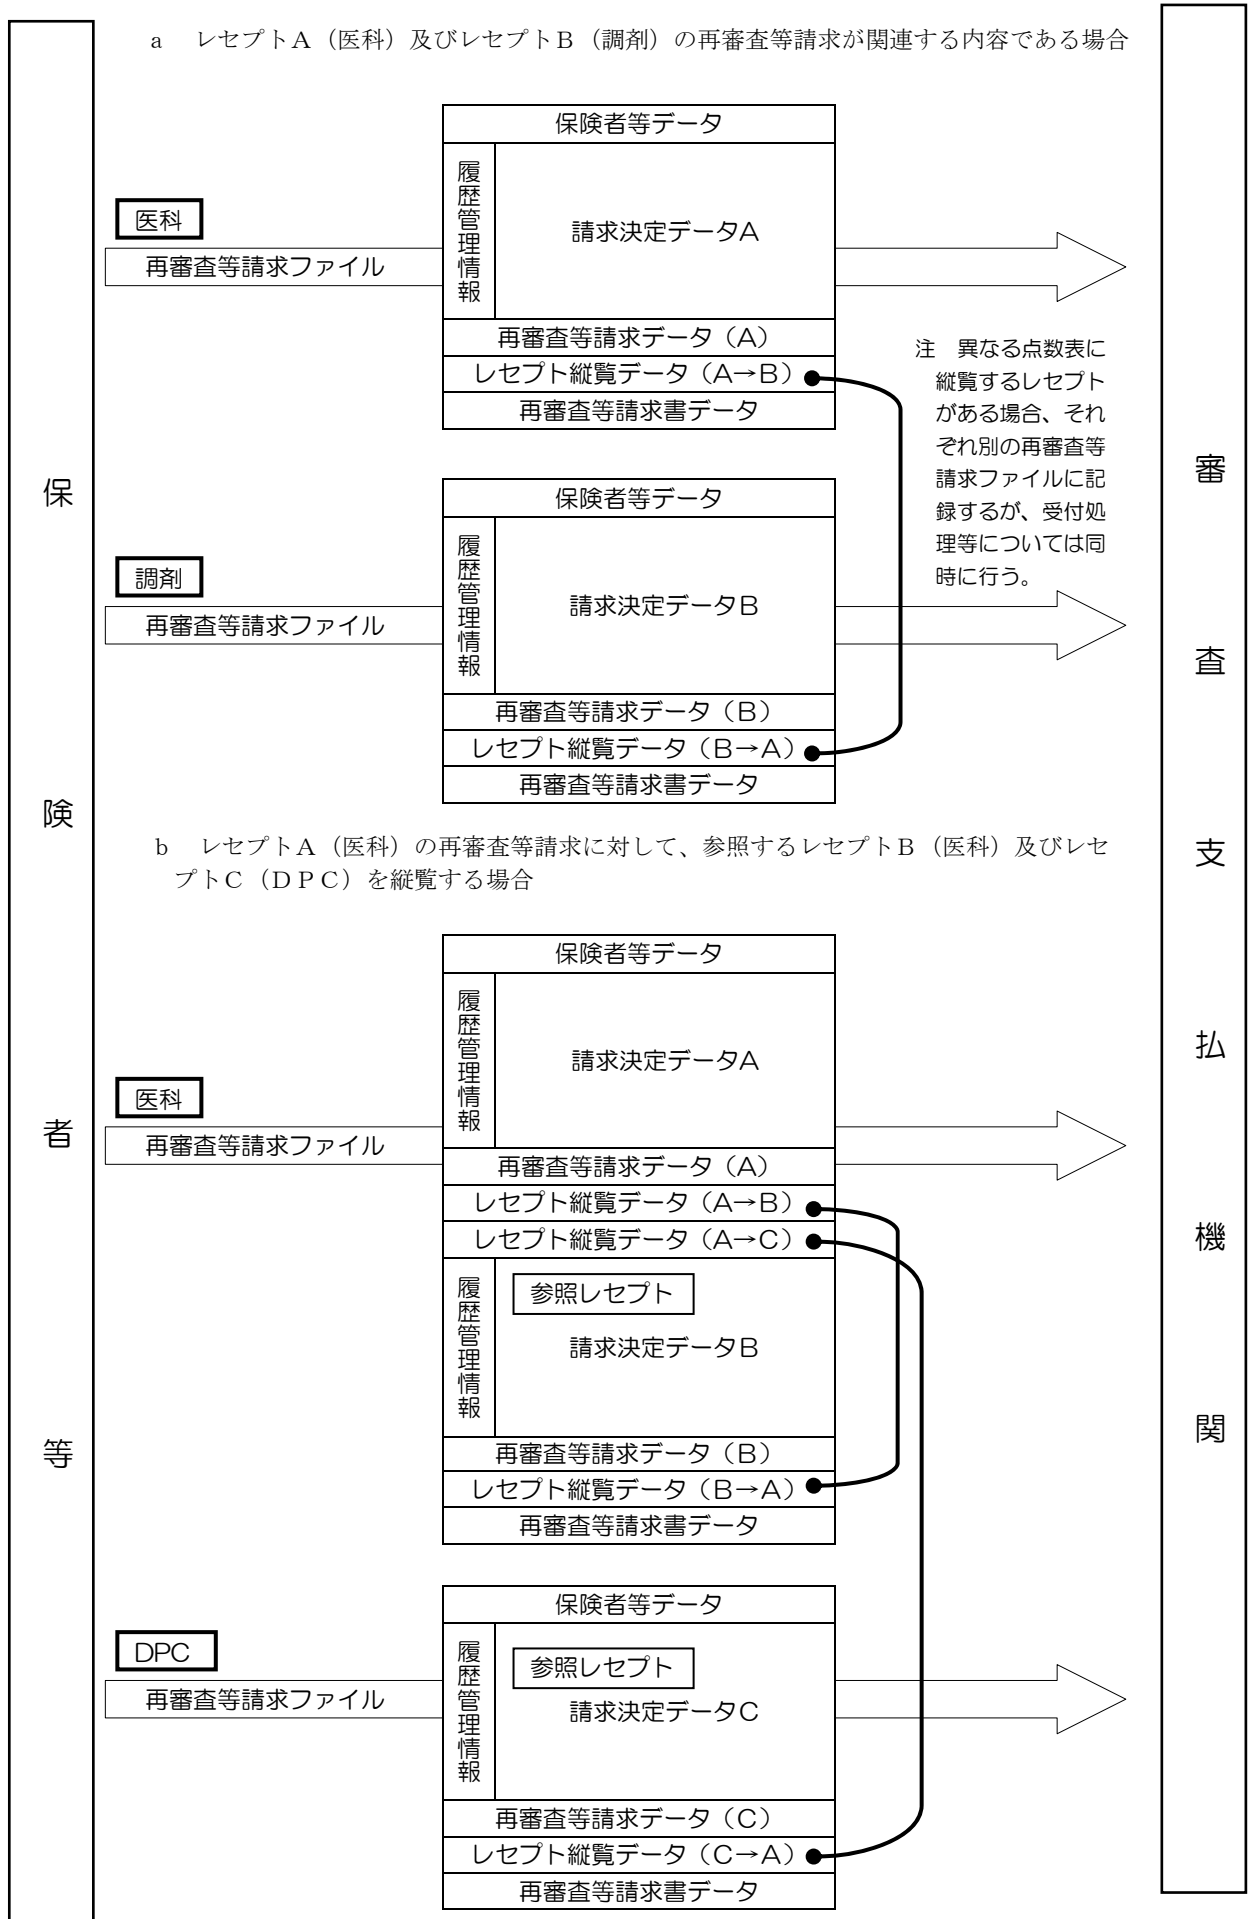 保険者等
審査支払機関
a　レセプトＡ（医科）及びレセプトＢ（調剤）の再審査等請求が関連する内容である場合
保険者等データ
医科
再審査等請求ファイル
履歴管理情報
請求決定データA
再審査等請求データ（A）
レセプト縦覧データ（A→B）
再審査等請求書データ
注　異なる点数表に
縦覧するレセプト
がある場合、それ
ぞれ別の再審査等
請求ファイルに記
録するが、受付処
理等については同
時に行う。
保険者等データ
調剤
再審査等請求ファイル
履歴管理情報
請求決定データB
再審査等請求データ（B）
レセプト縦覧データ（B→A）
再審査等請求書データ
b　レセプトＡ（医科）の再審査等請求に対して、参照するレセプトＢ（医科）及びレセ
プトＣ（ＤＰＣ）を縦覧する場合
保険者等データ
医科
再審査等請求ファイル
履歴管理情報
請求決定データA
再審査等請求データ（A）
レセプト縦覧データ（A→B）
レセプト縦覧データ（A→C）
履歴管理情報
参照レセプト
請求決定データB
再審査等請求データ（B）
レセプト縦覧データ（B→A）
再審査等請求書データ
保険者等データ
DPC
再審査等請求ファイル
履歴管理情報
参照レセプト
請求決定データC
再審査等請求データ（C）
レセプト縦覧データ（C→A）
再審査等請求書データ